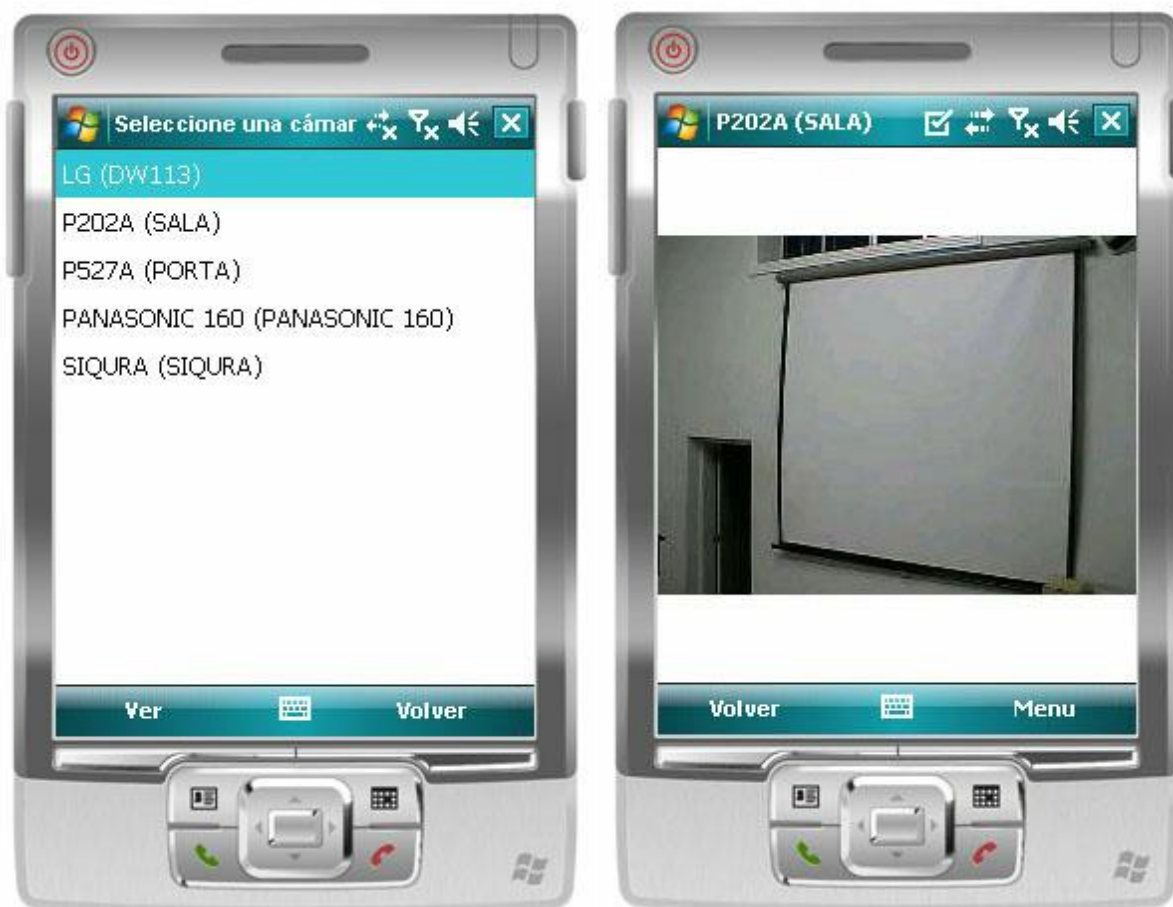 Seleccione una cámar
LG (DW113)
P202A (SALA)
P527A (PORTA)
PANASONIC 160 (PANASONIC 160)
SIQURA (SIQURA)
Ver
Volver
P202A (SALA)
Volver
Menu